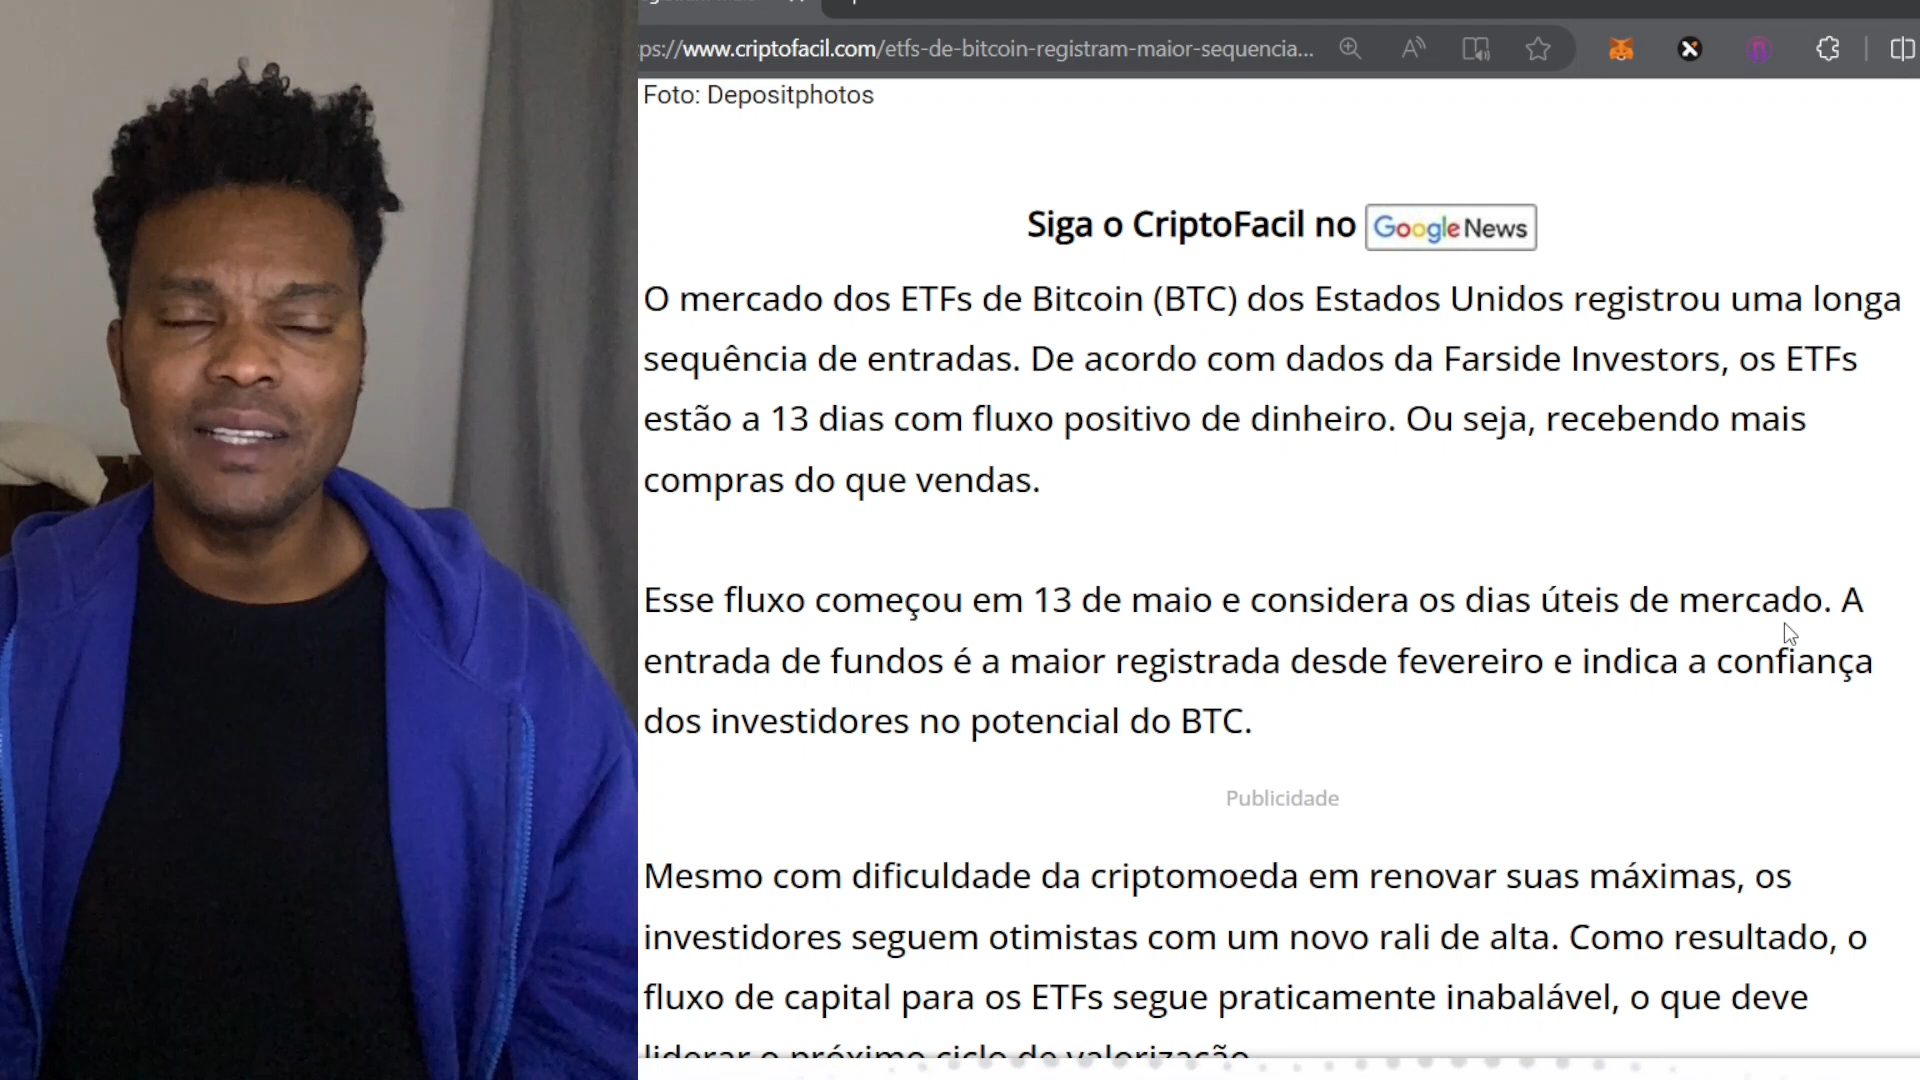 ps://www.criptofacil.com/etfs-de-bitcoin-registram-maior-sequencia...
Foto: Depositphotos
Siga o CriptoFacil no Google News
O mercado dos ETFs de Bitcoin (BTC) dos Estados Unidos registrou uma longa
sequência de entradas. De acordo com dados da Farside Investors, os ETFs
estão a 13 dias com fluxo positivo de dinheiro. Ou seja, recebendo mais
compras do que vendas.
Esse fluxo começou em 13 de maio e considera os dias úteis de mercado. A
entrada de fundos é a maior registrada desde fevereiro e indica a confiança
dos investidores no potencial do BTC.
Publicidade
Mesmo com dificuldade da criptomoeda em renovar suas máximas, os
investidores seguem otimistas com um novo rali de alta. Como resultado, o
fluxo de capital para os ETFs segue praticamente inabalável, o que deve
liderar o próximo ciclo de valorização